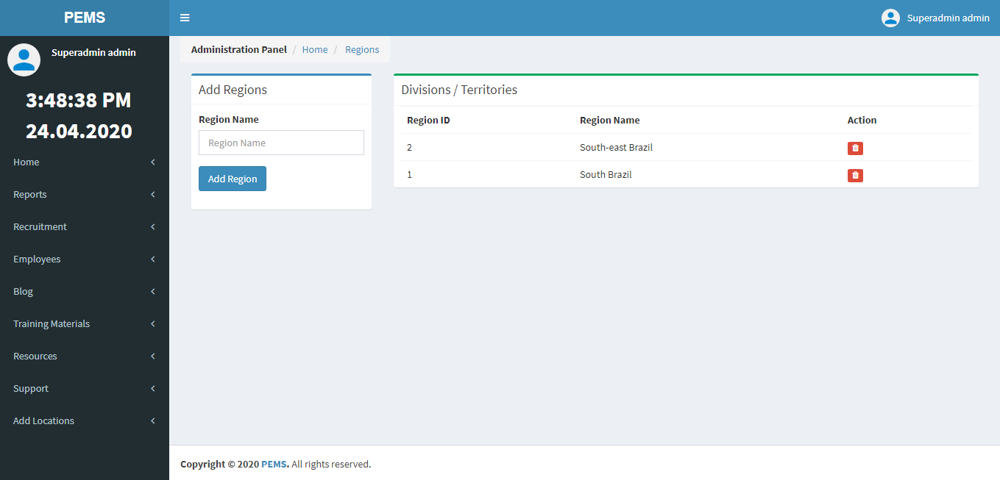 PEMS
Superadmin admin
Superadmin admin
3:48:38 PM
24.04.2020
Home
Reports
Recruitment
Employees
Blog
Training Materials
Resources
Support
Add Locations
Administration Panel / Home / Regions
Add Regions
Region Name
Region Name
Add Region
Divisions / Territories
Region ID Region Name Action
2 South-east Brazil
1 South Brazil
Copyright © 2020 PEMS. All rights reserved.